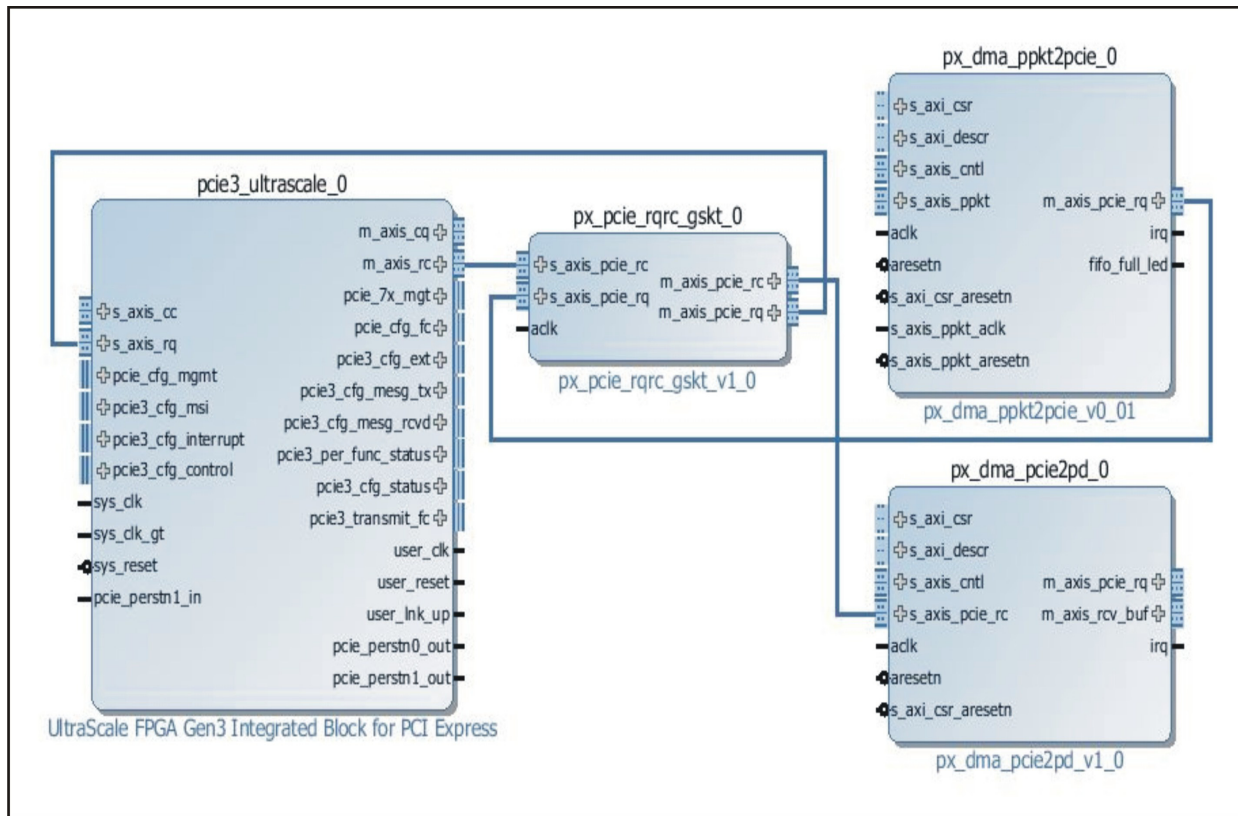 pcie3_ultrascale_0
m_axis_cq
m_axis_rc
pcie_7x_mgt
s_axis_cc
pcie_cfg_fc
s_axis_rq
pcie3_cfg_ext
pcie_cfg_mgmt
pcie3_cfg_mesg_tx
pcie3_cfg_msi
pcie3_cfg_mesg_rcvd
pcie3_cfg_interrupt
pcie3_per_func_status
pcie3_cfg_control
pcie3_cfg_status
sys_clk
pcie3_transmit_fc
sys_clk_gt
user_clk
sys_reset
user_reset
pcie_perstn1_in
user_lnk_up
pcie_perstn0_out
pcie_perstn1_out
UltraScale FPGA Gen3 Integrated Block for PCI Express
px_pcie_rqrc_gskt_0
s_axis_pcie_rc
m_axis_pcie_rc
s_axis_pcie_rq
m_axis_pcie_rq
aclk
px_pcie_rqrc_gskt_v1_0
px_dma_ppkt2pcie_0
s_axi_csr
s_axi_descr
s_axis_cntl
s_axis_ppkt m_axis_pcie_rq
aclk irq
aresetn fifo_full_led
s_axi_csr_aresetn
s_axis_ppkt_aclk
s_axis_ppkt_aresetn
px_dma_ppkt2pcie_v0_01
px_dma_pcie2pd_0
s_axi_csr
s_axi_descr
s_axis_cntl m_axis_pcie_rq
s_axis_pcie_rc m_axis_rcv_buf
aclk irq
aresetn
s_axi_csr_aresetn
px_dma_pcie2pd_v1_0